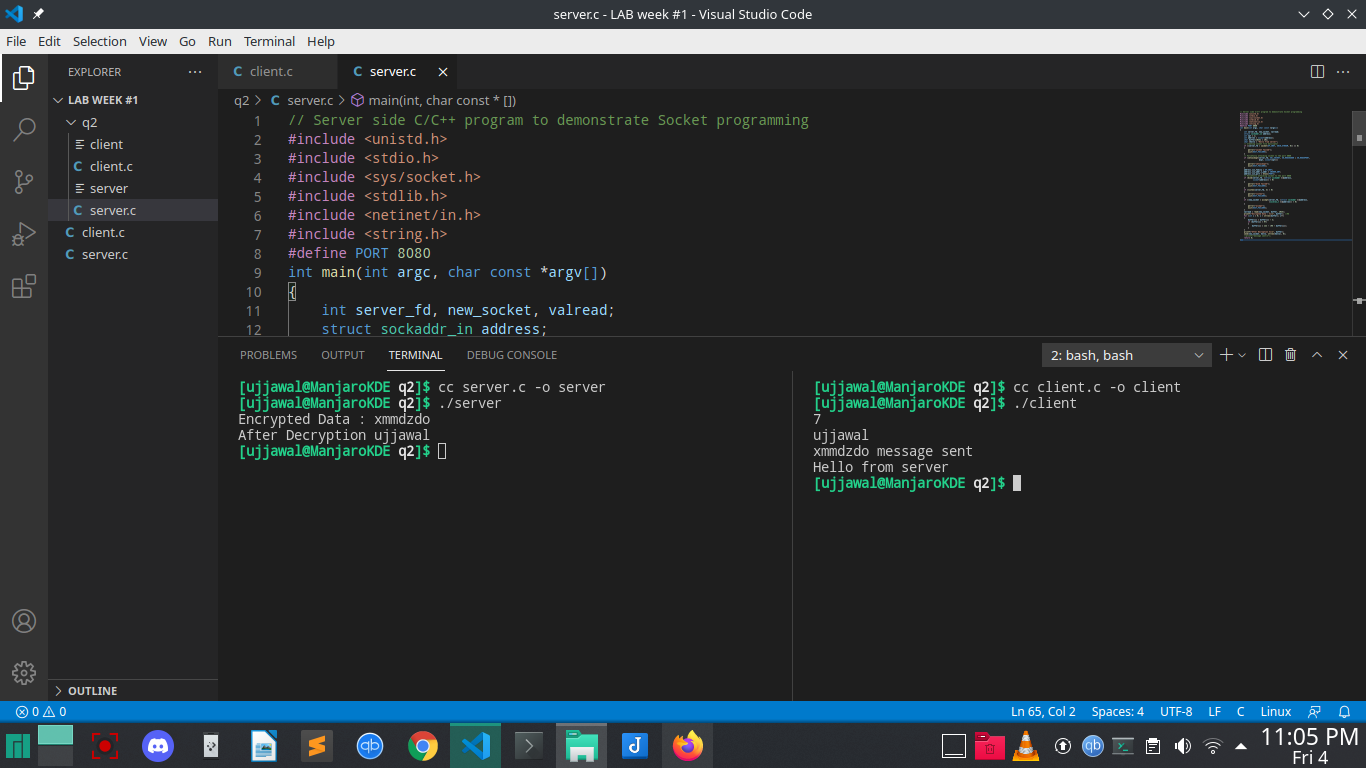 server.c - LAB week #1 - Visual Studio Code
File Edit Selection View Go Run Terminal Help
EXPLORER
LAB WEEK #1
q2
client
client.c
server
server.c
client.c
server.c
OUTLINE
client.c server.c
q2 > server.c > main(int, char const * [])
1 // Server side C/C++ program to demonstrate Socket programming
2 #include <unistd.h>
3 #include <stdio.h>
4 #include <sys/socket.h>
5 #include <stdlib.h>
6 #include <netinet/in.h>
7 #include <string.h>
8 #define PORT 8080
9 int main(int argc, char const *argv[])
10 {
11 int server_fd, new_socket, valread;
12 struct sockaddr_in address;
PROBLEMS OUTPUT TERMINAL DEBUG CONSOLE 2: bash, bash
[ujjawal@ManjaroKDE q2]$ cc server.c -o server
[ujjawal@ManjaroKDE q2]$ ./server
Encrypted Data : xmmdzdo
After Decryption ujjawal
[ujjawal@ManjaroKDE q2]$
[ujjawal@ManjaroKDE q2]$ cc client.c -o client
[ujjawal@ManjaroKDE q2]$ ./client
7
ujjawal
xmmdzdo message sent
Hello from server
[ujjawal@ManjaroKDE q2]$
0 0 Ln 65, Col 2 Spaces: 4 UTF-8 LF C Linux
11:05 PM
Fri 4